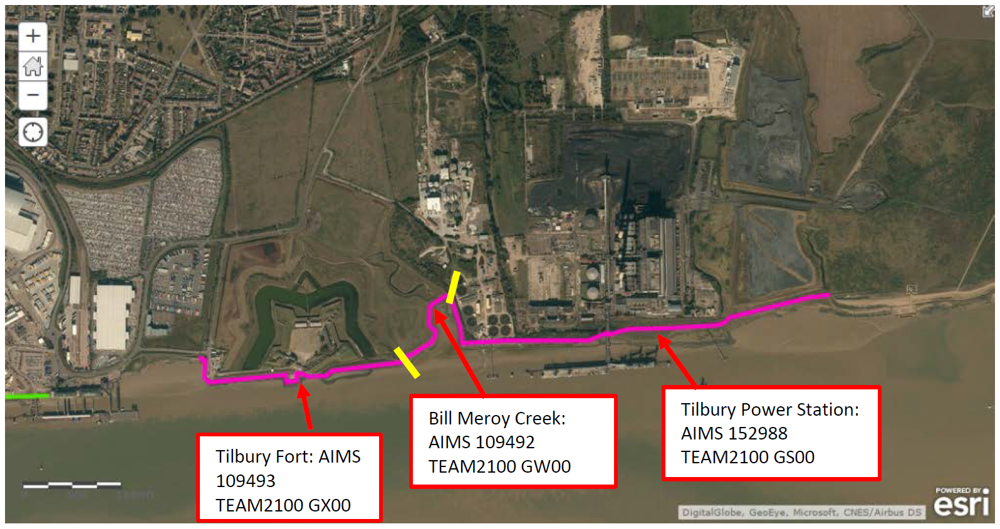 +
−
Tilbury Fort: AIMS
109493
TEAM2100 GX00
Bill Meroy Creek:
AIMS 109492
TEAM2100 GW00
Tilbury Power Station:
AIMS 152988
TEAM2100 GS00
POWERED BY
esri
DigitalGlobe, GeoEye, Microsoft, CNES/Airbus DS